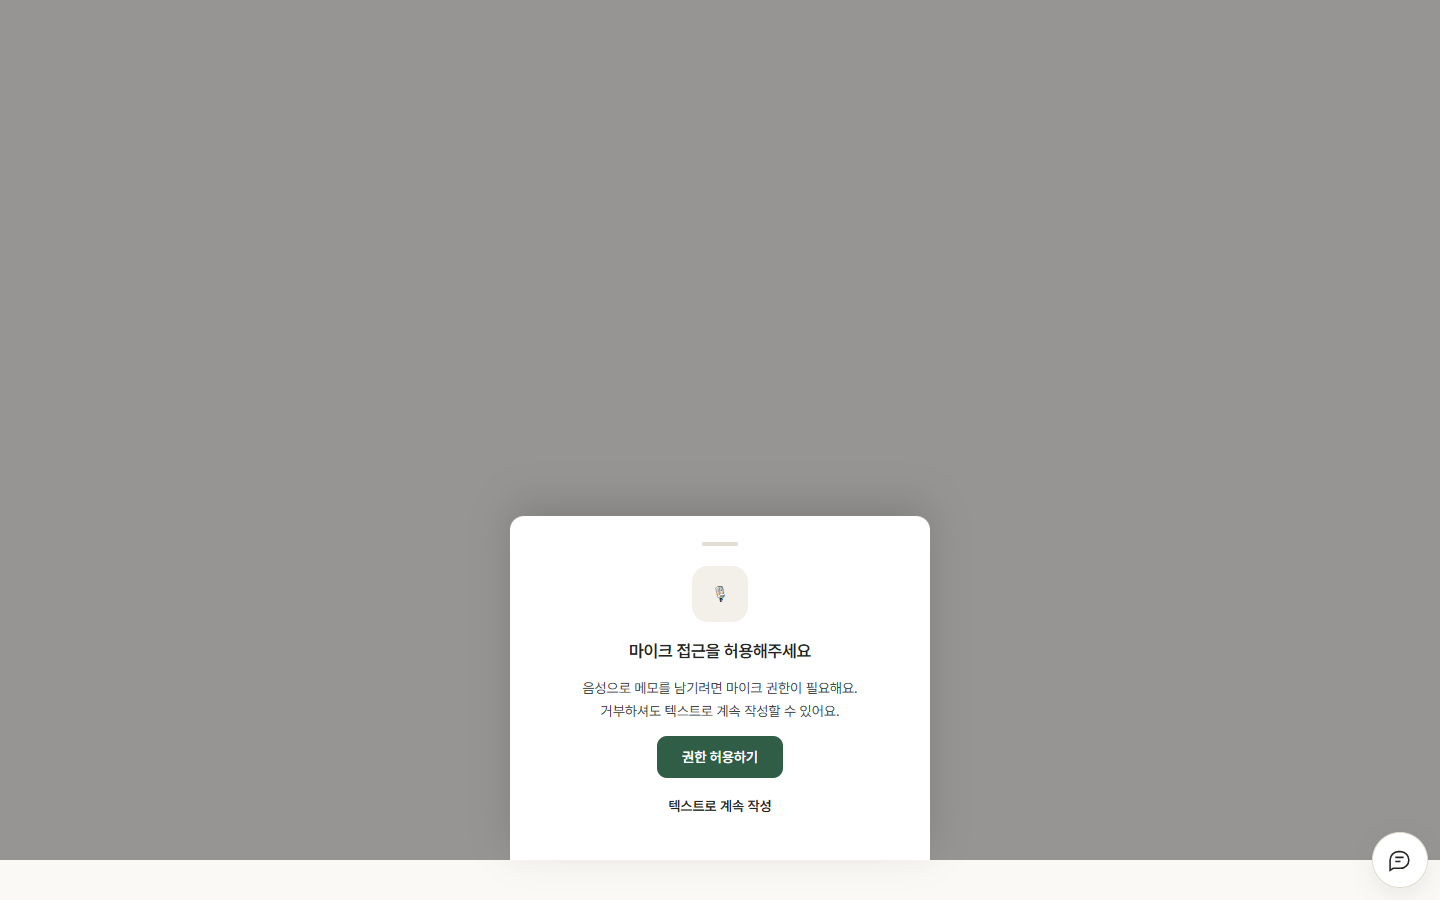 마이크 접근을 허용해주세요
음성으로 메모를 남기려면 마이크 권한이 필요해요.
거부하셔도 텍스트로 계속 작성할 수 있어요.
권한 허용하기
텍스트로 계속 작성